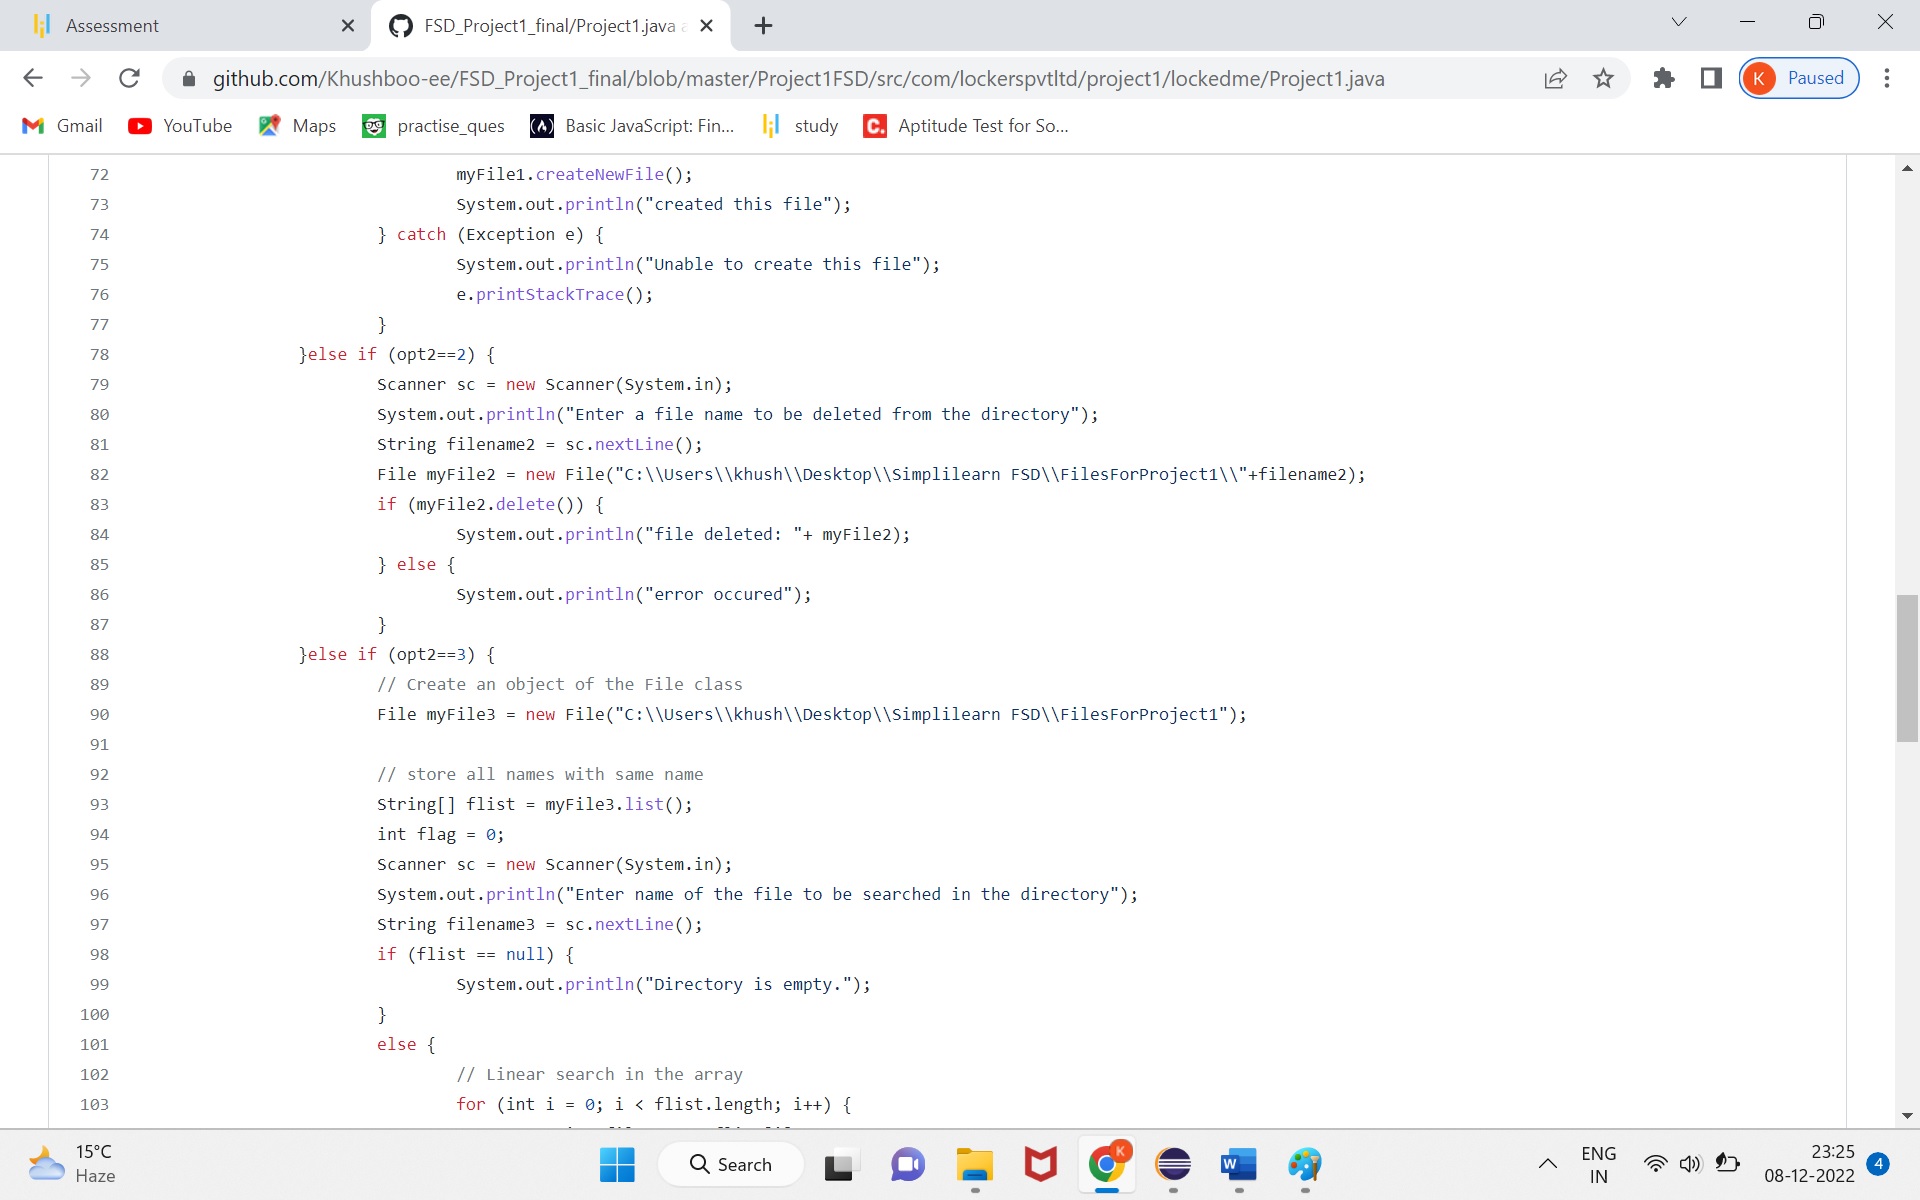 Assessment
FSD_Project1_final/Project1.java a
github.com/Khushboo-ee/FSD_Project1_final/blob/master/Project1FSD/src/com/lockerspvtltd/project1/lockedme/Project1.java
K Paused
Gmail YouTube Maps practise_ques Basic JavaScript: Fin... study Aptitude Test for So...
72 myFile1.createNewFile();
73 System.out.println("created this file");
74 } catch (Exception e) {
75 System.out.println("Unable to create this file");
76 e.printStackTrace();
77 }
78 }else if (opt2==2) {
79 Scanner sc = new Scanner(System.in);
80 System.out.println("Enter a file name to be deleted from the directory");
81 String filename2 = sc.nextLine();
82 File myFile2 = new File("C:\\Users\\khush\\Desktop\\Simplilearn FSD\\FilesForProject1\\"+filename2);
83 if (myFile2.delete()) {
84 System.out.println("file deleted: "+ myFile2);
85 } else {
86 System.out.println("error occured");
87 }
88 }else if (opt2==3) {
89 // Create an object of the File class
90 File myFile3 = new File("C:\\Users\\khush\\Desktop\\Simplilearn FSD\\FilesForProject1");
91
92 // store all names with same name
93 String[] flist = myFile3.list();
94 int flag = 0;
95 Scanner sc = new Scanner(System.in);
96 System.out.println("Enter name of the file to be searched in the directory");
97 String filename3 = sc.nextLine();
98 if (flist == null) {
99 System.out.println("Directory is empty.");
100 }
101 else {
102 // Linear search in the array
103 for (int i = 0; i < flist.length; i++) {
15°C
Haze
Search
K
W
ENG
IN
23:25
08-12-2022
4